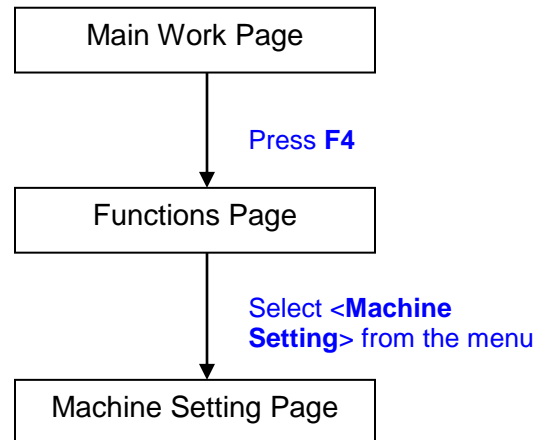 Main Work Page
Press F4
Functions Page
Select <Machine
Setting> from the menu
Machine Setting Page